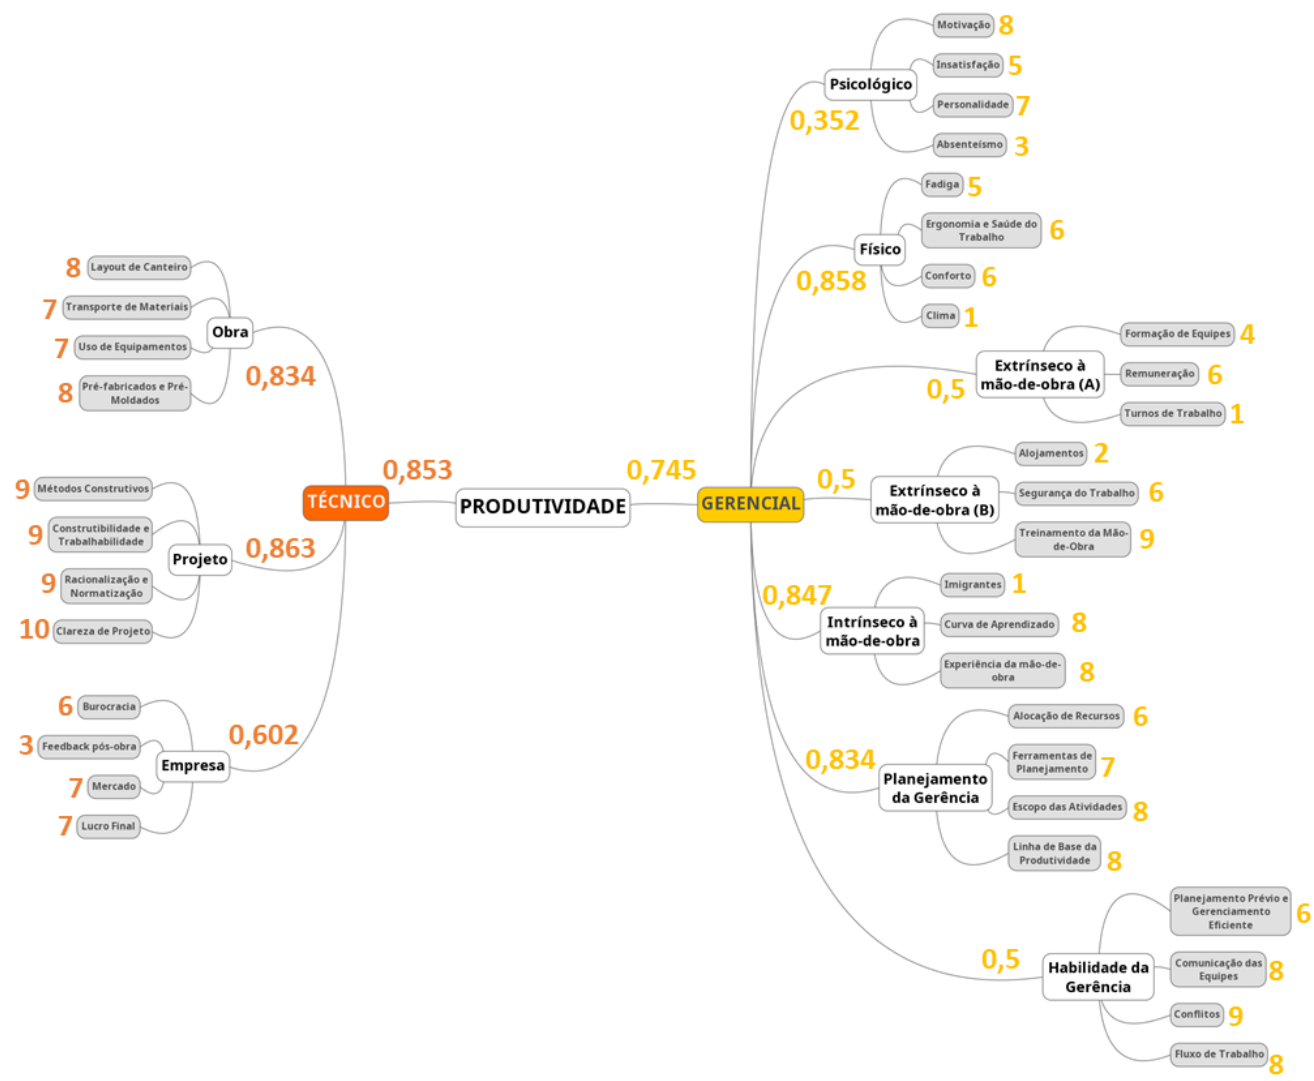 PRODUTIVIDADE
0,853
TÉCNICO
0,834
Obra
8
Layout de Canteiro
7
Transporte de Materiais
7
Uso de Equipamentos
8
Pré-fabricados e Pré-
Moldados
0,863
Projeto
9
Métodos Construtivos
9
Construtibilidade e
Trabalhabilidade
9
Racionalização e
Normatização
10
Clareza de Projeto
0,602
Empresa
6
Burocracia
3
Feedback pós-obra
7
Mercado
7
Lucro Final
0,745
GERENCIAL
0,352
Psicológico
Motivação
8
Insatisfação
5
Personalidade
7
Absenteísmo
3
0,858
Físico
Fadiga
5
Ergonomia e Saúde do
Trabalho
6
Conforto
6
Clima
1
0,5
Extrínseco à
mão-de-obra (A)
Formação de Equipes
4
Remuneração
6
Turnos de Trabalho
1
0,5
Extrínseco à
mão-de-obra (B)
Alojamentos
2
Segurança do Trabalho
6
Treinamento da Mão-
de-Obra
9
0,847
Intrínseco à
mão-de-obra
Imigrantes
1
Curva de Aprendizado
8
Experiência da mão-de-
obra
8
0,834
Planejamento
da Gerência
Alocação de Recursos
6
Ferramentas de
Planejamento
7
Escopo das Atividades
8
Linha de Base da
Produtividade
8
0,5
Habilidade da
Gerência
Planejamento Prévio e
Gerenciamento
Eficiente
6
Comunicação das
Equipes
8
Conflitos
9
Fluxo de Trabalho
8